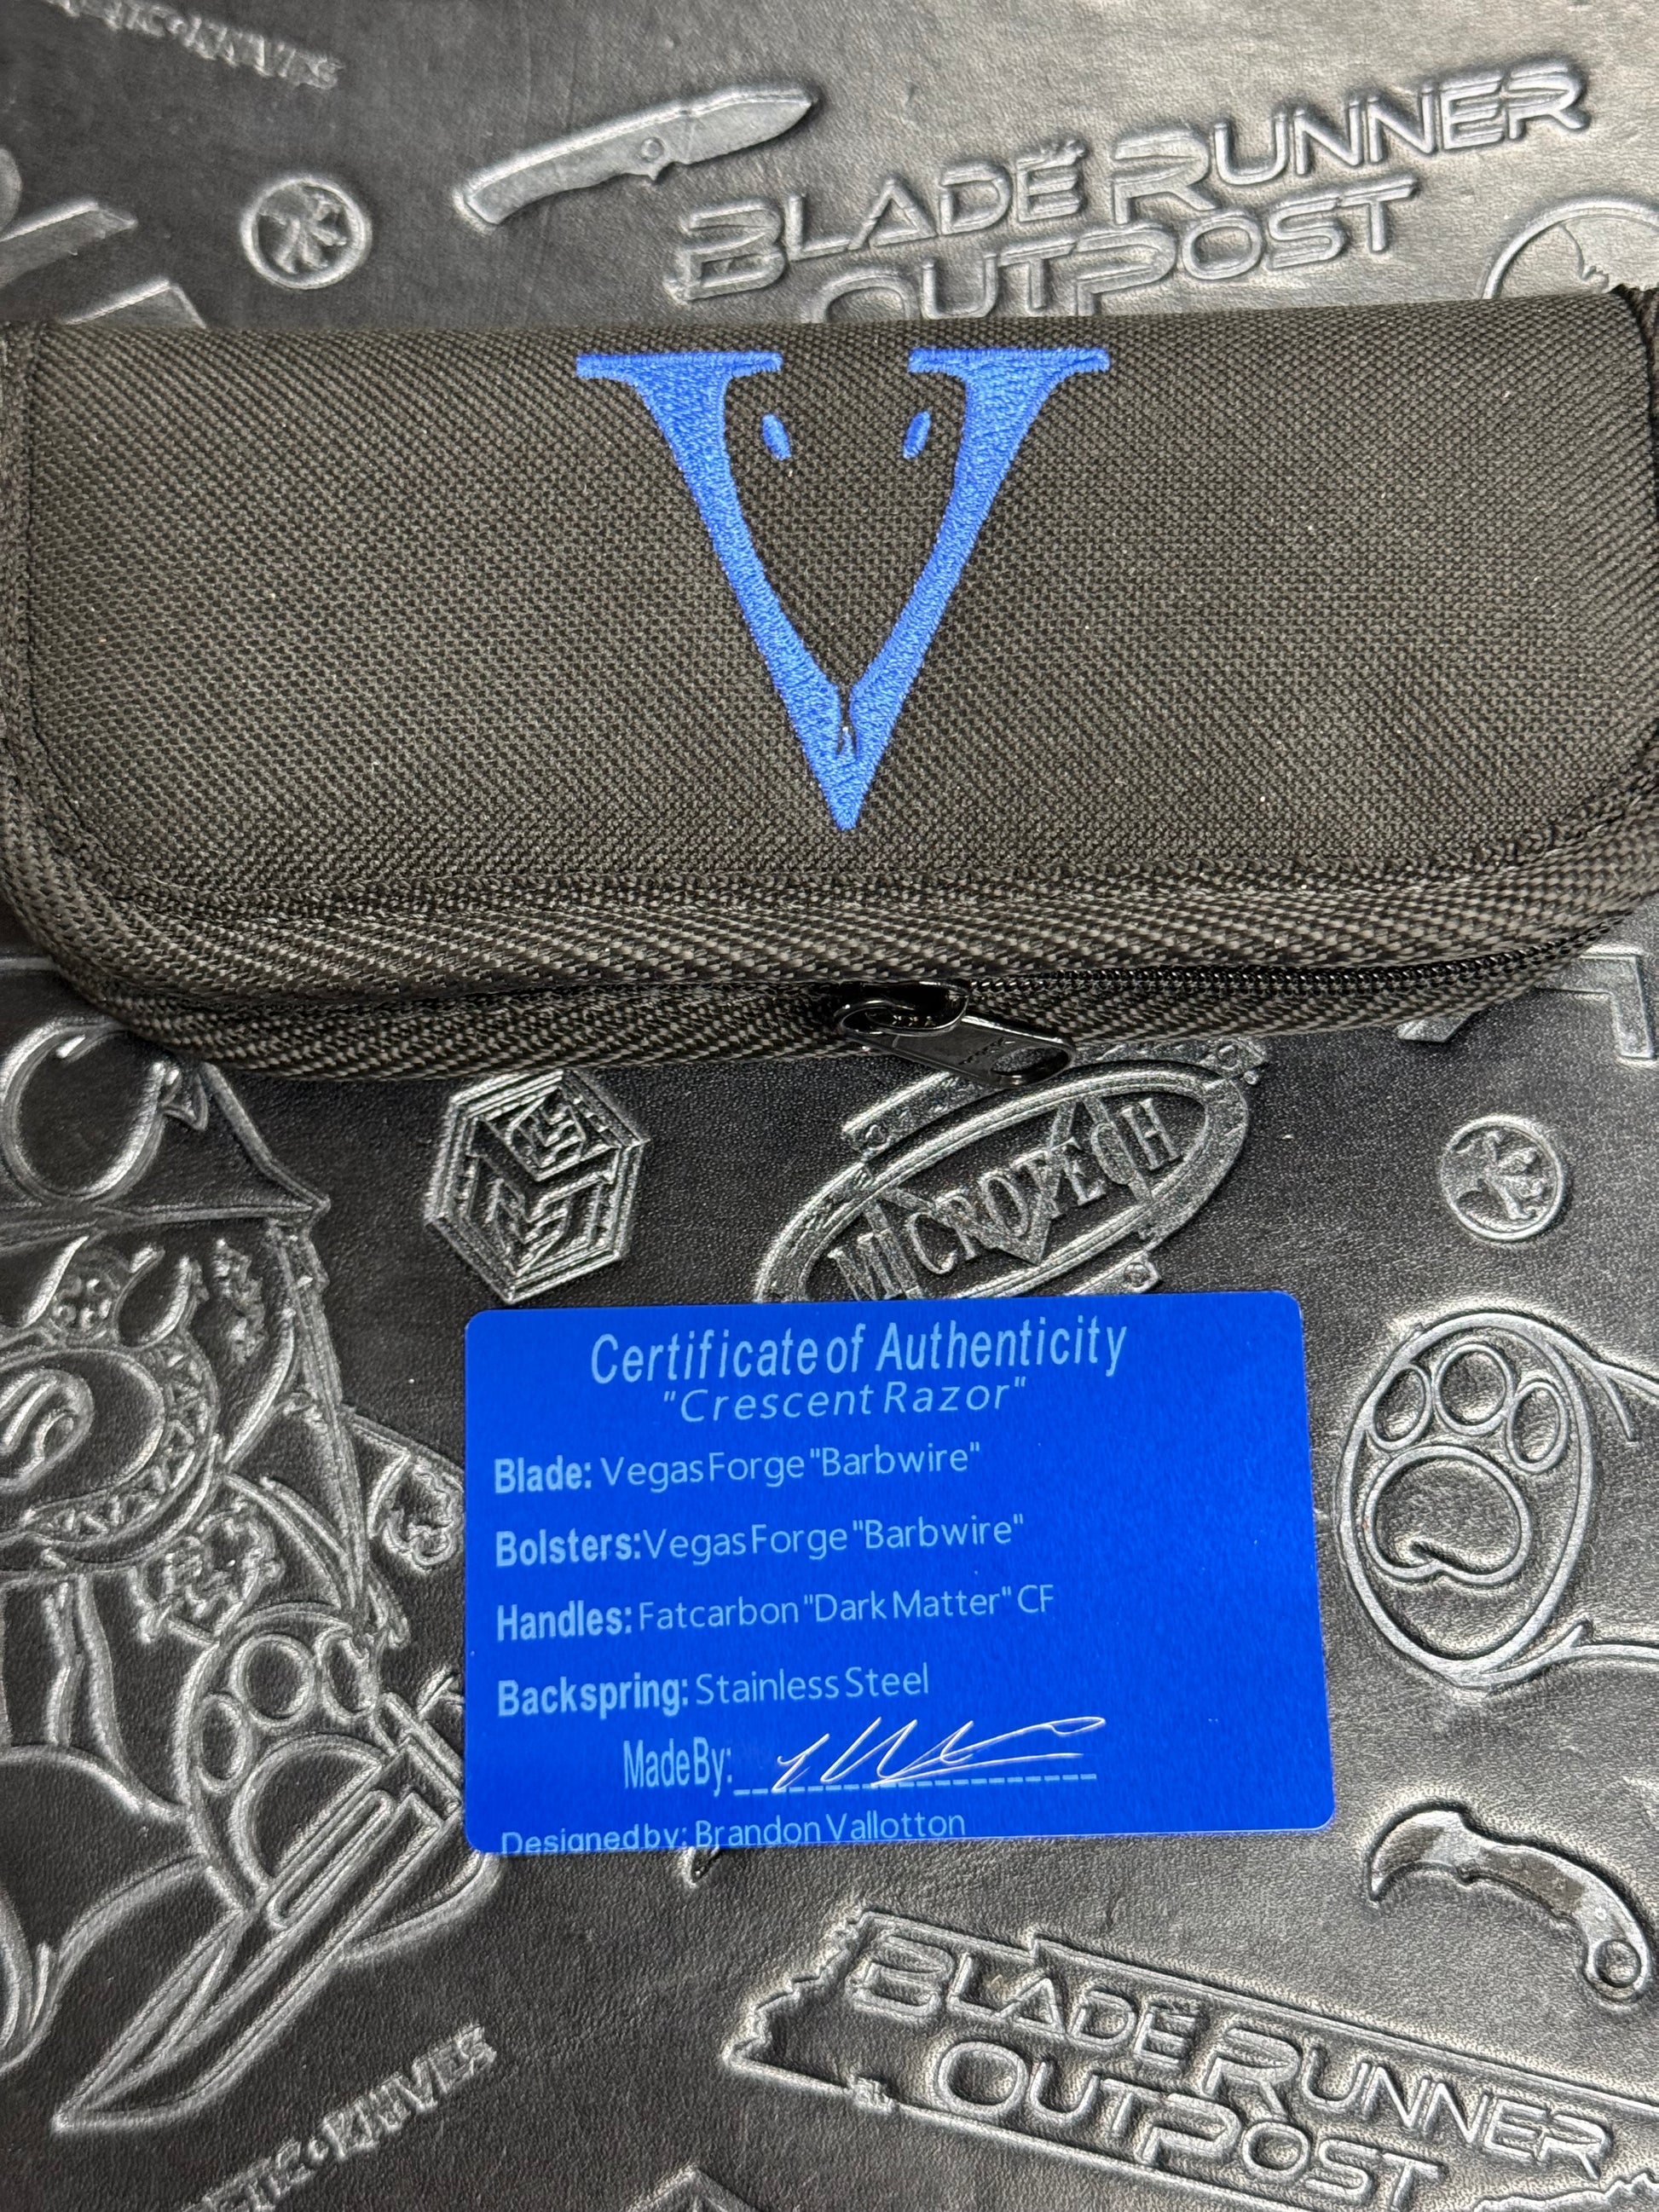 BLADE RUNNER
OUTPOST
V
MICROTECH
Certificate of Authenticity
"Crescent Razor"
Blade: Vegas Forge "Barbwire"
Bolsters: Vegas Forge "Barbwire"
Handles: Fatcarbon "Dark Matter" CF
Backspring: Stainless Steel
Made By:
Designed by: Brandon Vallotton
BLADE RUNNER
OUTPOST
KNIVES